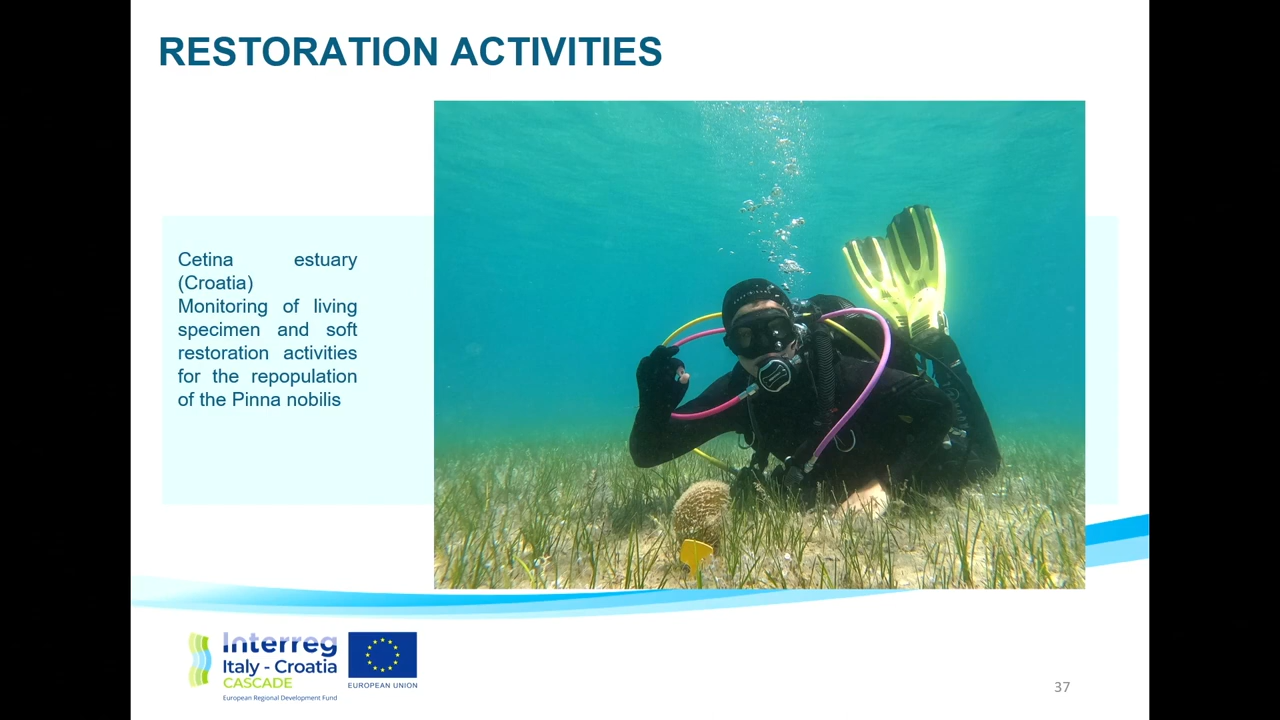 RESTORATION ACTIVITIES
Cetina estuary
(Croatia)
Monitoring of living
specimen and soft
restoration activities
for the repopulation
of the Pinna nobilis
Interreg
Italy - Croatia
CASCADE
European Regional Development Fund
EUROPEAN UNION
37